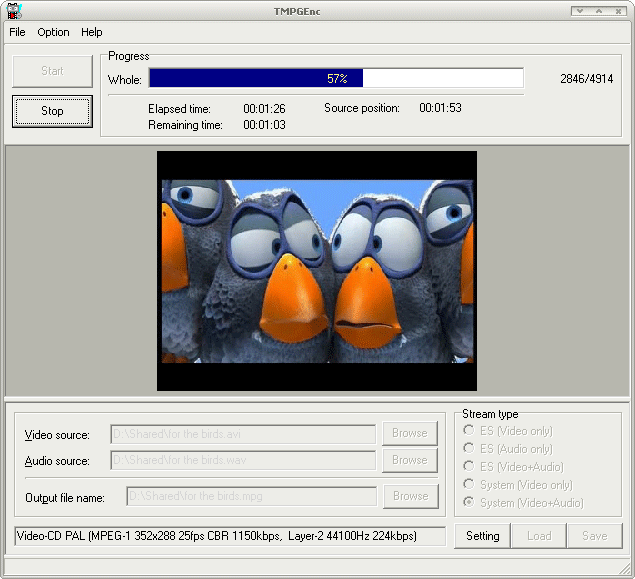 TMPGEnc
File Option Help
Start
Stop
Progress
Whole: 57% 2846/4914
Elapsed time: 00:01:26 Source position: 00:01:53
Remaining time: 00:01:03
Video source: D:\Shared\for the birds.avi Browse
Audio source: D:\Shared\for the birds.wav Browse
Output file name: D:\Shared\for the birds.mpg Browse
Stream type
ES (Video only)
ES (Audio only)
ES (Video+Audio)
System (Video only)
System (Video+Audio)
Video-CD PAL (MPEG-1 352x288 25fps CBR 1150kbps, Layer-2 44100Hz 224kbps)
Setting Load Save